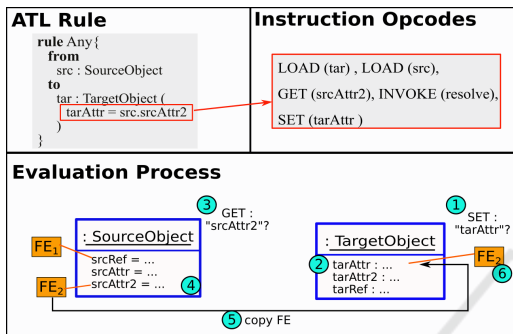 ATL Rule
rule Any{
from
src : SourceObject
to
tar : TargetObject (
tarAttr = src.srcAttr2
)
}
Instruction Opcodes
LOAD (tar) , LOAD (src),
GET (srcAttr2), INVOKE (resolve),
SET (tarAttr )
Evaluation Process
3
GET :
"srcAttr2"?
1
SET :
"tarAttr"?
FE1
: SourceObject
srcRef = ...
srcAttr = ...
srcAttr2 = ...
4
FE2
: TargetObject
2
tarAttr : ...
tarAttr2 : ...
tarRef : ...
FE2
6
5 copy FE